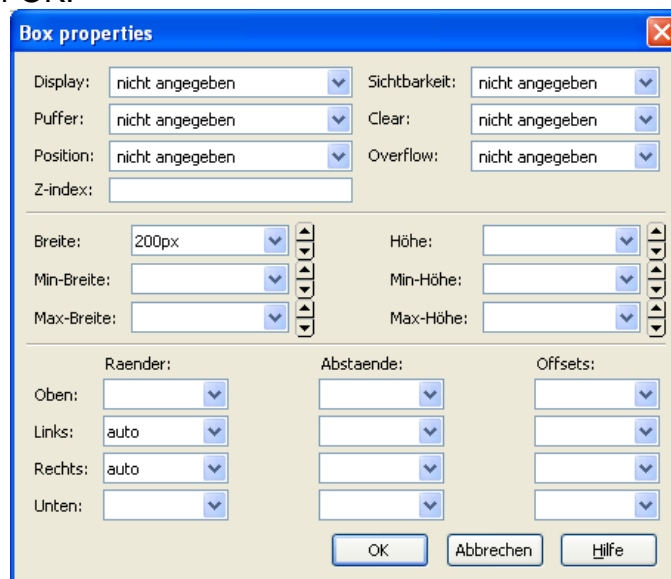 Box properties
Display: nicht angegeben Sichtbarkeit: nicht angegeben
Puffer: nicht angegeben Clear: nicht angegeben
Position: nicht angegeben Overflow: nicht angegeben
Z-index:
Breite: 200px Höhe:
Min-Breite: Min-Höhe:
Max-Breite: Max-Höhe:
Raender: Abstaende: Offsets:
Oben:
Links: auto
Rechts: auto
Unten:
OK Abbrechen Hilfe